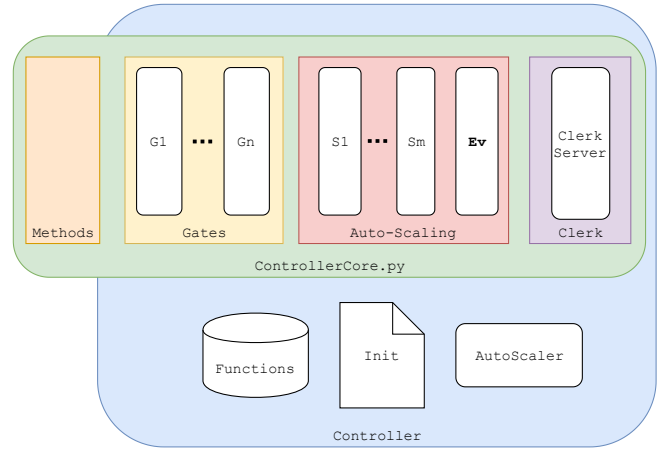 G1
...
Gn
S1
...
Sm
Ev
Clerk
Server
Methods
Gates
Auto-Scaling
Clerk
ControllerCore.py
Functions
Init
AutoScaler
Controller